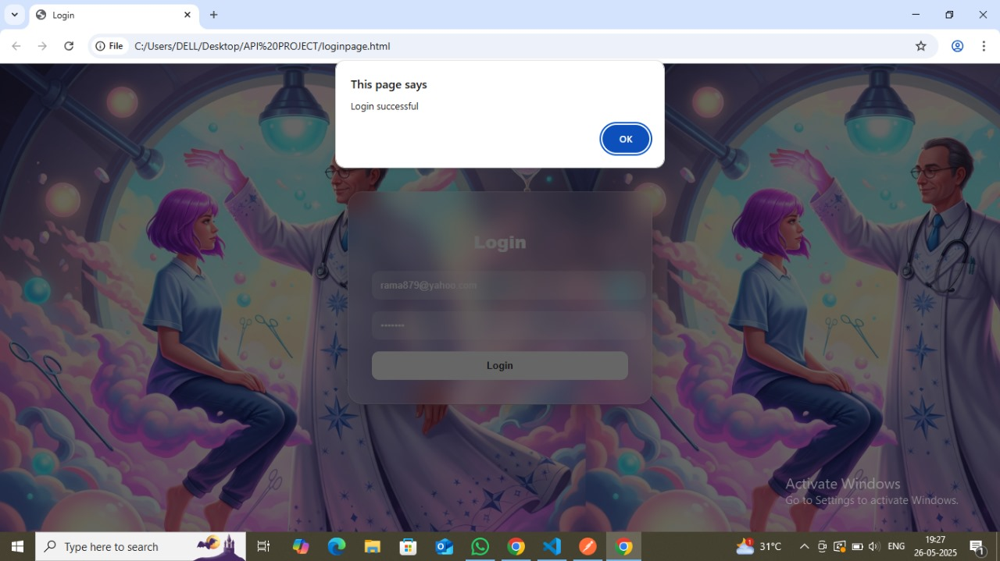 Login
File
C:/Users/DELL/Desktop/API%20PROJECT/loginpage.html
This page says
Login successful
OK
Login
rama879@yahoo.com
Login
Activate Windows
Go to Settings to activate Windows.
Type here to search
1
31°C
ENG
19:27
26-05-2025
1